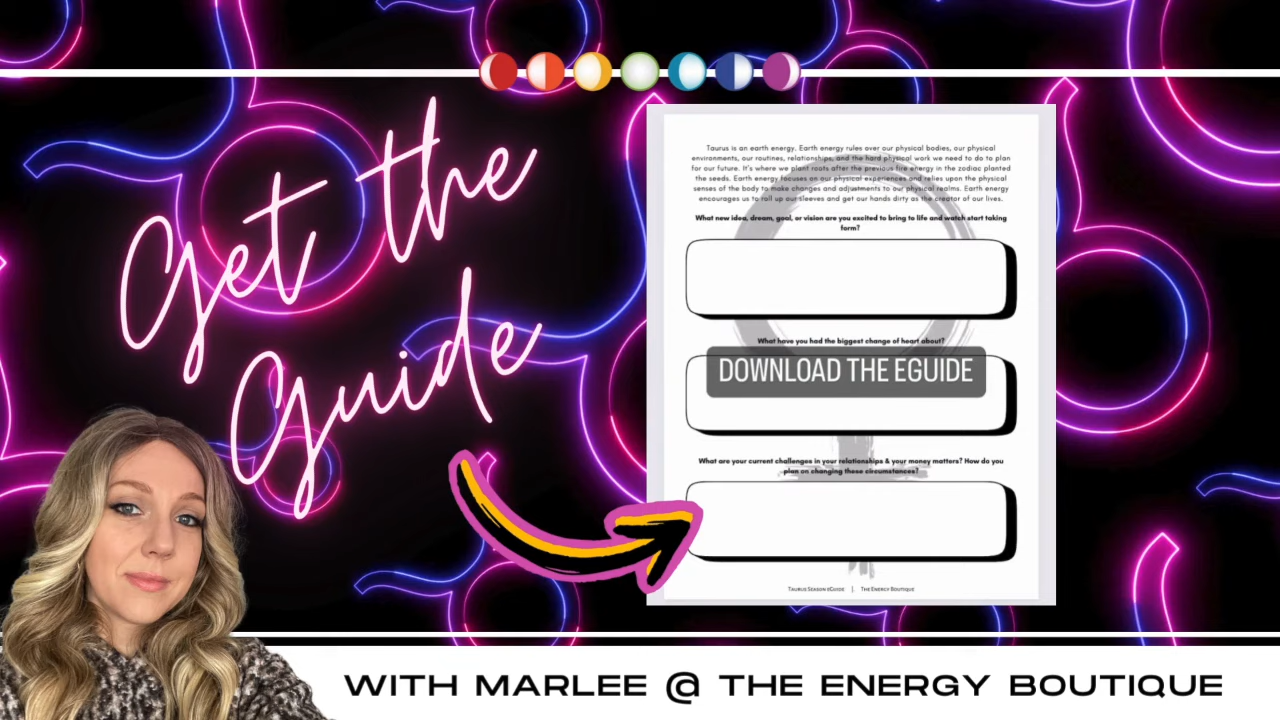 Get the
Guide
Taurus is an earth energy. Earth energy rules over our physical bodies, our physical
environments, our routines, relationships, and the hard physical work we need to do to plan
for our future. It's where we plant roots after the previous fire energy in the zodiac planted
the seeds. Earth energy focuses on our physical experiences and relies upon the physical
senses of the body to make changes and adjustments to our physical realms. Earth energy
encourages us to roll up our sleeves and get our hands dirty as the creator of our lives.
What new idea, dream, goal, or vision are you excited to bring to life and watch start taking
form?
What have you had the biggest change of heart about?
DOWNLOAD THE EGUIDE
What are your current challenges in your relationships & your money matters? How do you
plan on changing those circumstances?
Taurus Season eGuide | The Energy Boutique
WITH MARLEE @ THE ENERGY BOUTIQUE